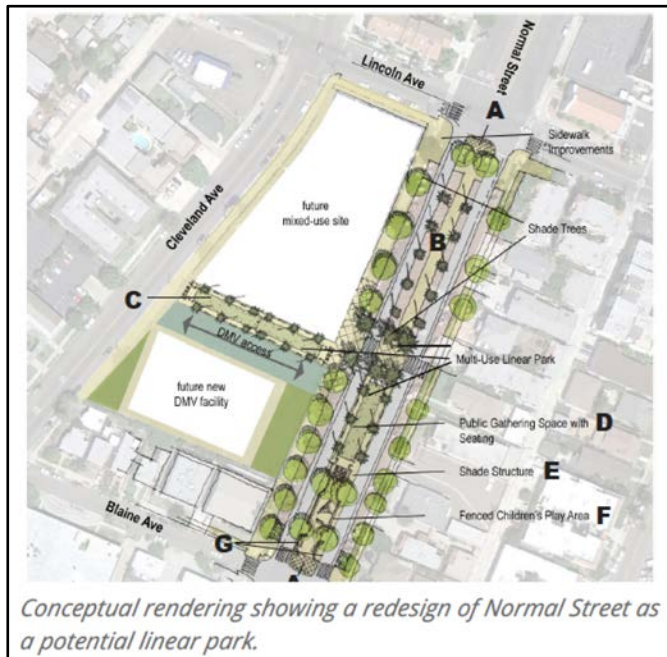 Lincoln Ave
Normal Street
A
Sidewalk
Improvements
future
mixed-use site
Cleveland Ave
B
Shade Trees
C
DMV access
Multi-Use Linear Park
future new
DMV facility
Public Gathering Space with
Seating
D
Shade Structure E
Fenced Children's Play Area F
Blaine Ave
G
A
Conceptual rendering showing a redesign of Normal Street as
a potential linear park.